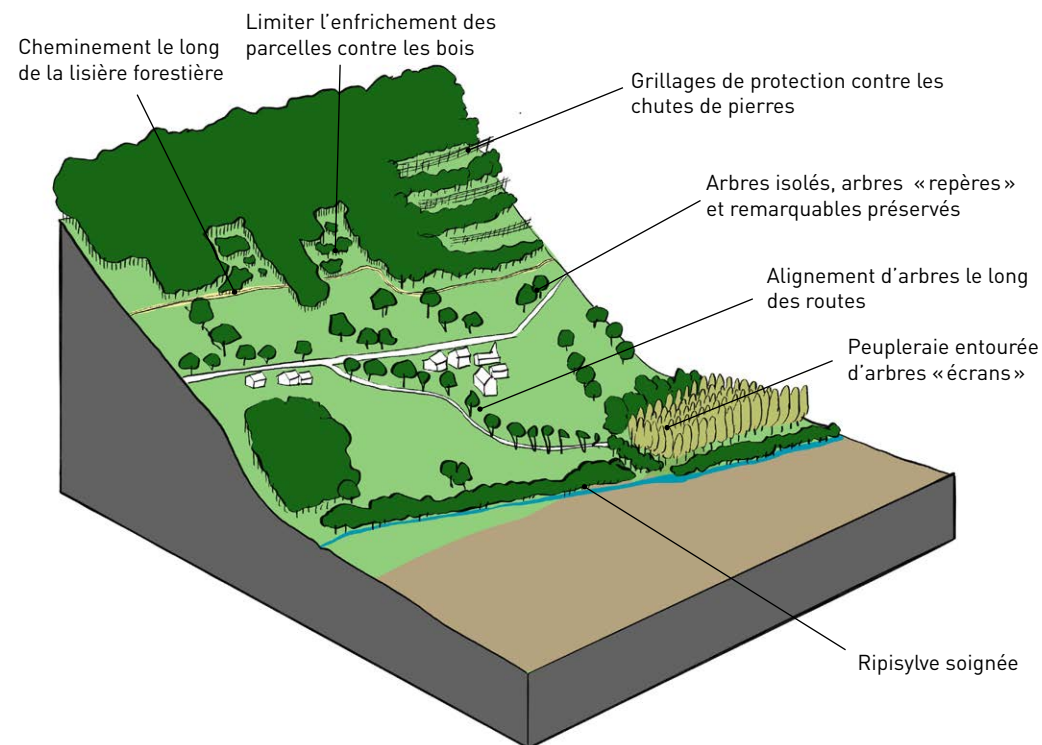 Limiter l’enfrichement des
parcelles contre les bois
Cheminement le long
de la lisière forestière
Grillages de protection contre les
chutes de pierres
Arbres isolés, arbres «repères»
et remarquables préservés
Alignement d’arbres le long
des routes
Peupleraie entourée
d’arbres «écrans»
Ripisylve soignée